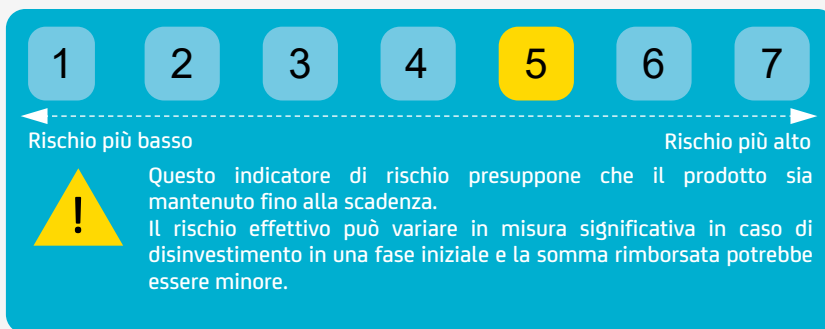 1 2 3 4 5 6 7
Rischio più basso Rischio più alto
!
Questo indicatore di rischio presuppone che il prodotto sia
mantenuto fino alla scadenza.
Il rischio effettivo può variare in misura significativa in caso di
disinvestimento in una fase iniziale e la somma rimborsata potrebbe
essere minore.